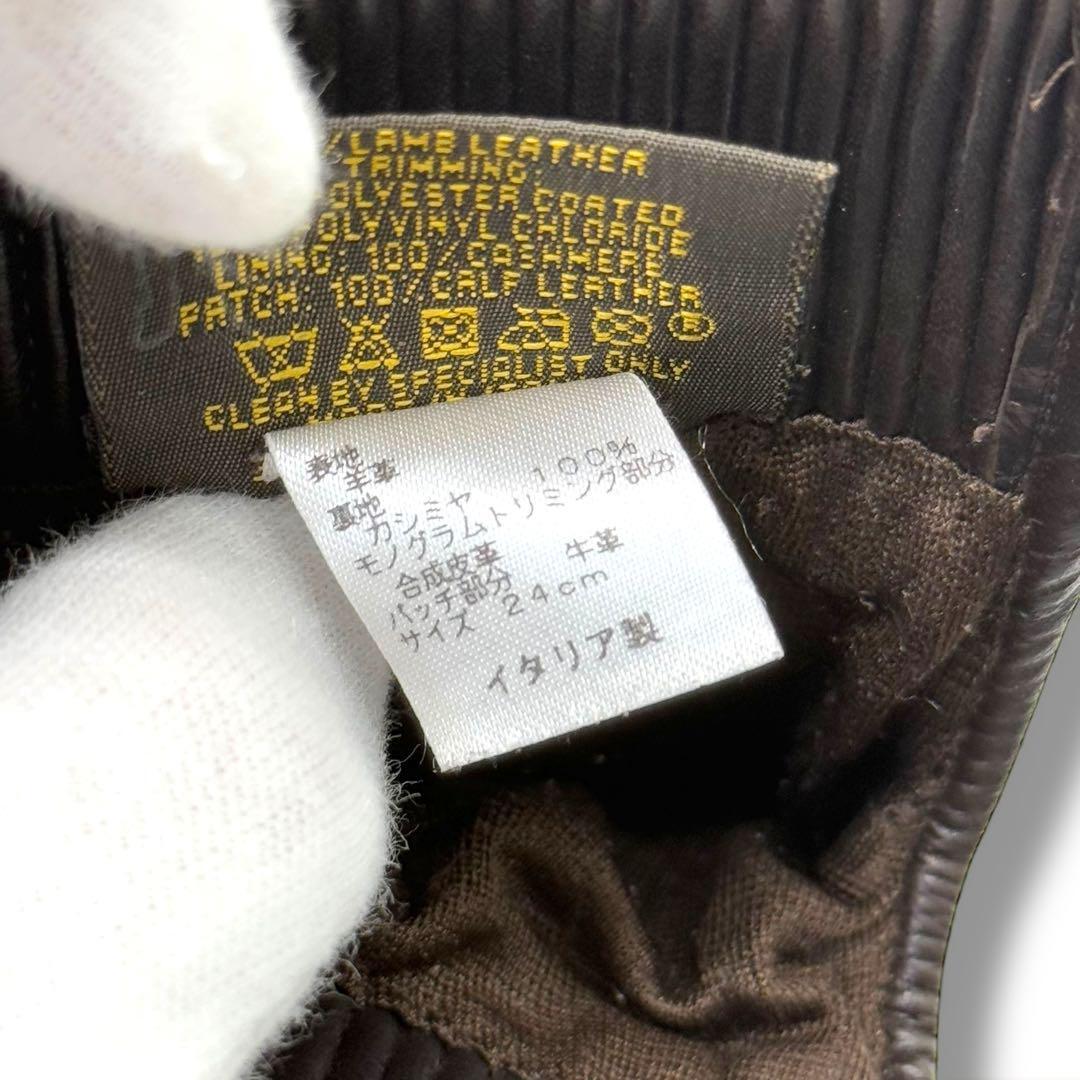 LAMB LEATHER
TRIMMING:
POLYESTER COATED
POLYVINYL CHLORIDE
LINING: 100% CASHMERE
PATCH 100% CALF LEATHER
CLEAN BY SPECIALIST ONLY
表地
羊革
裏地
カシミヤ 100%
モノグラムトリミング部分
合成皮革
パッチ部分 牛革
サイズ 24cm
イタリア製